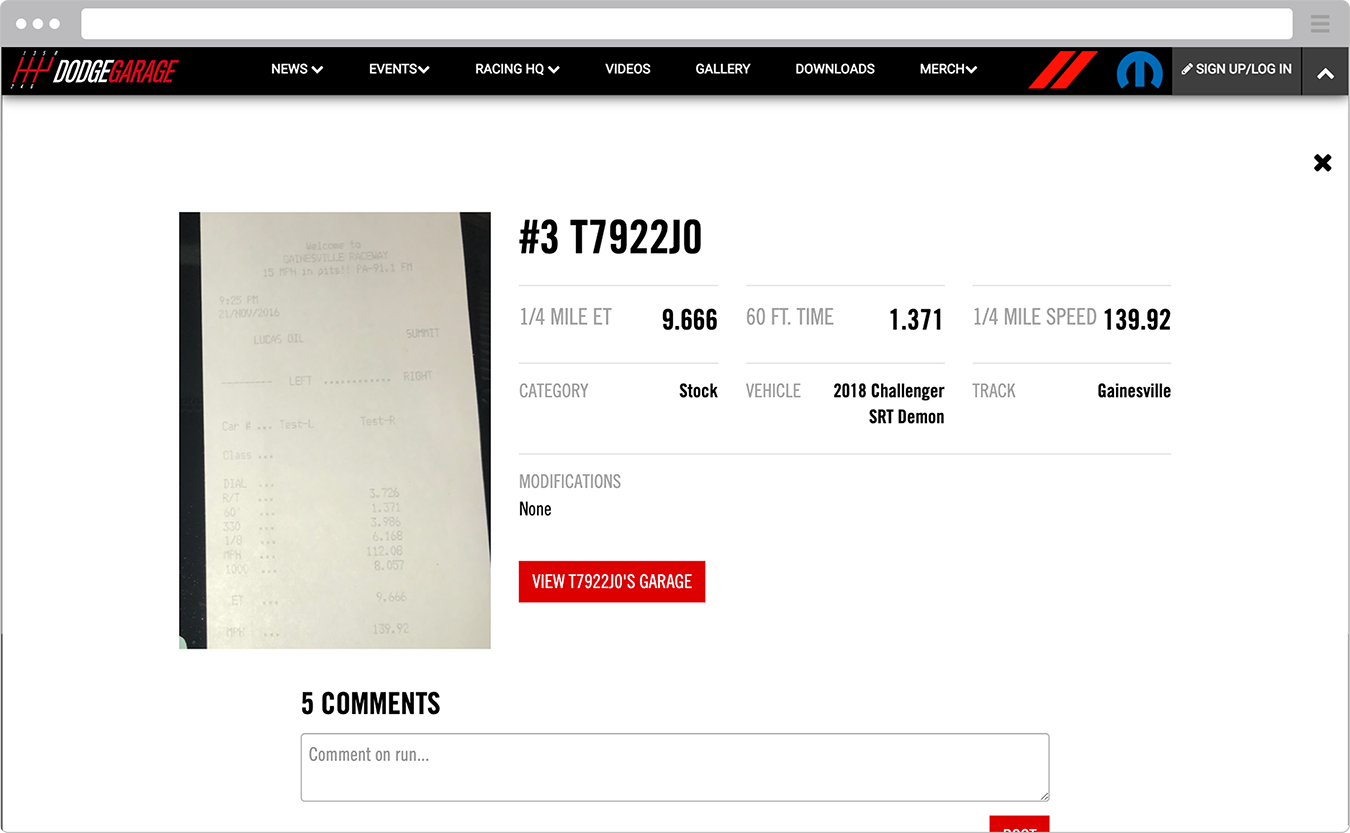 DODGEGARAGE
NEWS
EVENTS
RACING HQ
VIDEOS
GALLERY
DOWNLOADS
MERCH
SIGN UP/LOG IN
Welcome to
GAINESVILLE RACEWAY
15 MPH in pits!! PA-91.1 FM
9:25 PM
21/NOV/2016
LUCAS OIL SUMMIT
-------- LEFT ............ RIGHT
Car # ... Test-L Test-R
Class ...
DIAL ...
R/T ... 3.726
60' ... 1.371
330 ... 3.986
1/8 ... 6.168
MPH ... 112.08
1000 ... 8.057
ET ... 9.666
MPH ... 139.92
#3 T7922J0
1/4 MILE ET 9.666
60 FT. TIME 1.371
1/4 MILE SPEED 139.92
CATEGORY Stock
VEHICLE 2018 Challenger
SRT Demon
TRACK Gainesville
MODIFICATIONS
None
VIEW T7922J0'S GARAGE
5 COMMENTS
Comment on run...
POST